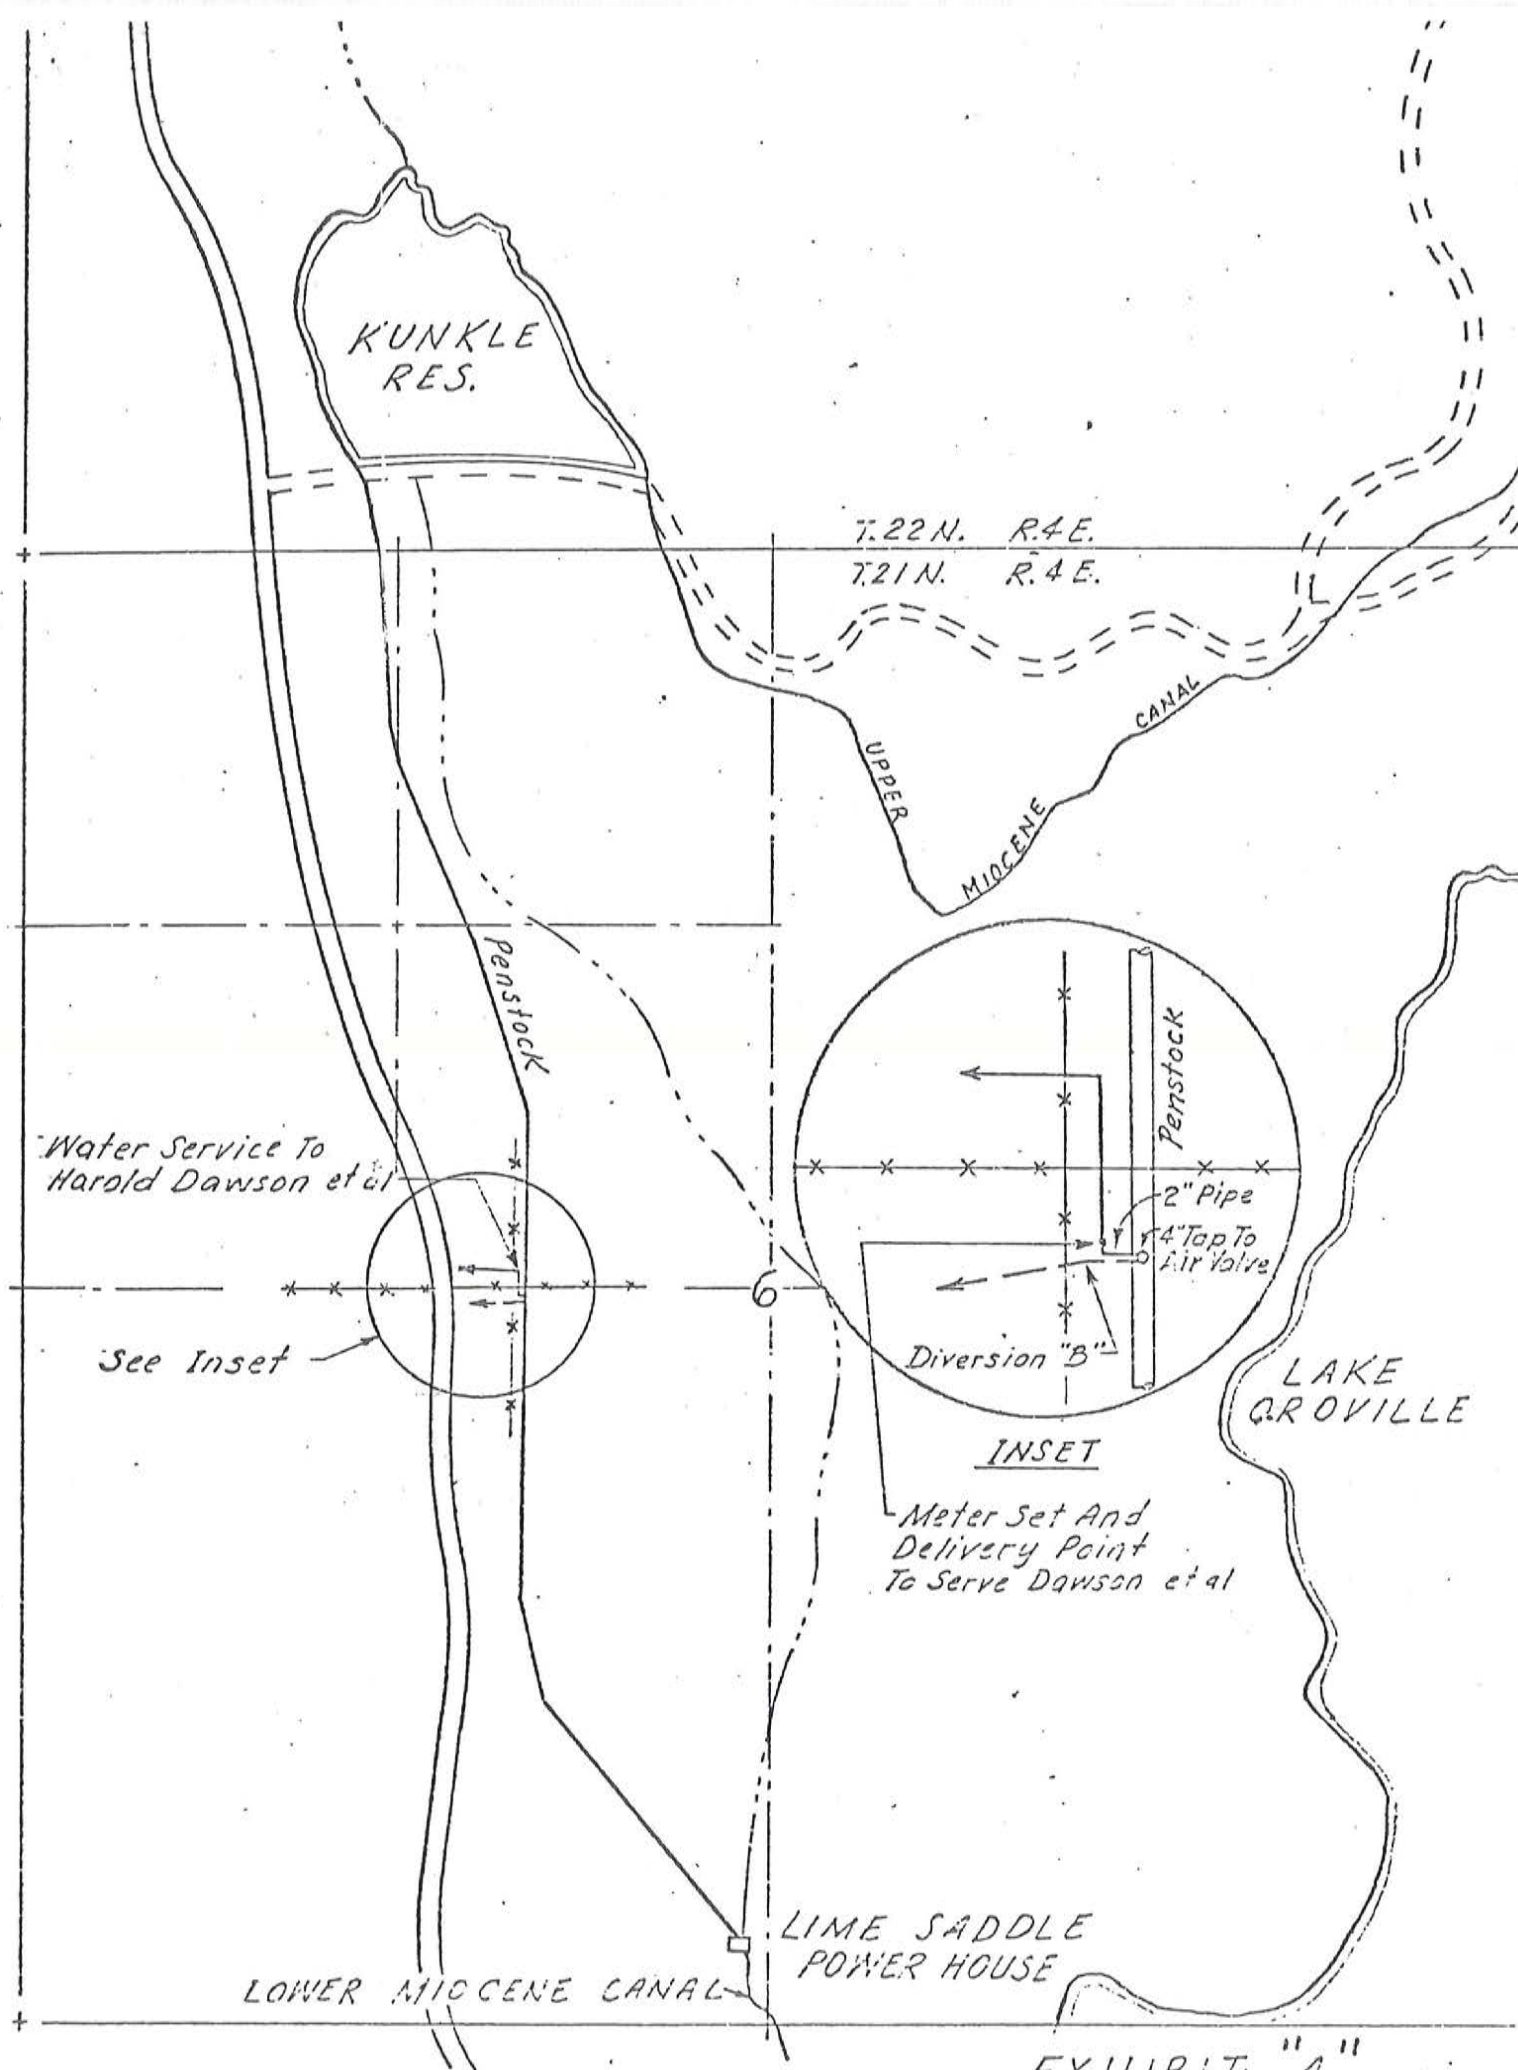 KUNKLE
RES.
T.22N. R.4E.
T.21N. R.4E.
UPPER
MIOCENE
CANAL
Penstock
Penstock
Water Service To
Harold Dawson et al
2" Pipe
4" Tap To
Air Valve
6
See Inset
Diversion "B"
LAKE
OROVILLE
INSET
Meter Set And
Delivery Point
To Serve Dawson et al
LIME SADDLE
POWER HOUSE
LOWER MIOCENE CANAL
EXHIBIT "A"